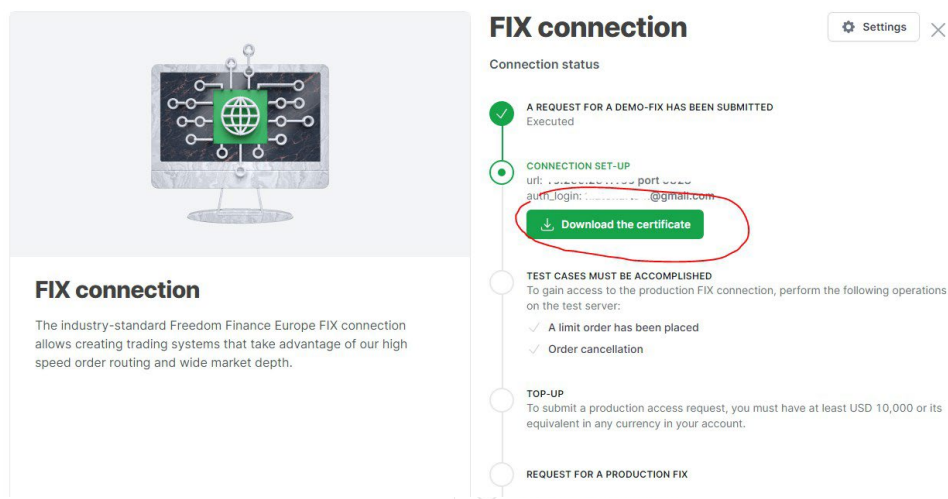 FIX connection
The industry-standard Freedom Finance Europe FIX connection
allows creating trading systems that take advantage of our high
speed order routing and wide market depth.
FIX connection
Settings
Connection status
A REQUEST FOR A DEMO-FIX HAS BEEN SUBMITTED
Executed
CONNECTION SET-UP
url: port
auth_login: @gmail.com
Download the certificate
TEST CASES MUST BE ACCOMPLISHED
To gain access to the production FIX connection, perform the following operations
on the test server:
A limit order has been placed
Order cancellation
TOP-UP
To submit a production access request, you must have at least USD 10,000 or its
equivalent in any currency in your account.
REQUEST FOR A PRODUCTION FIX